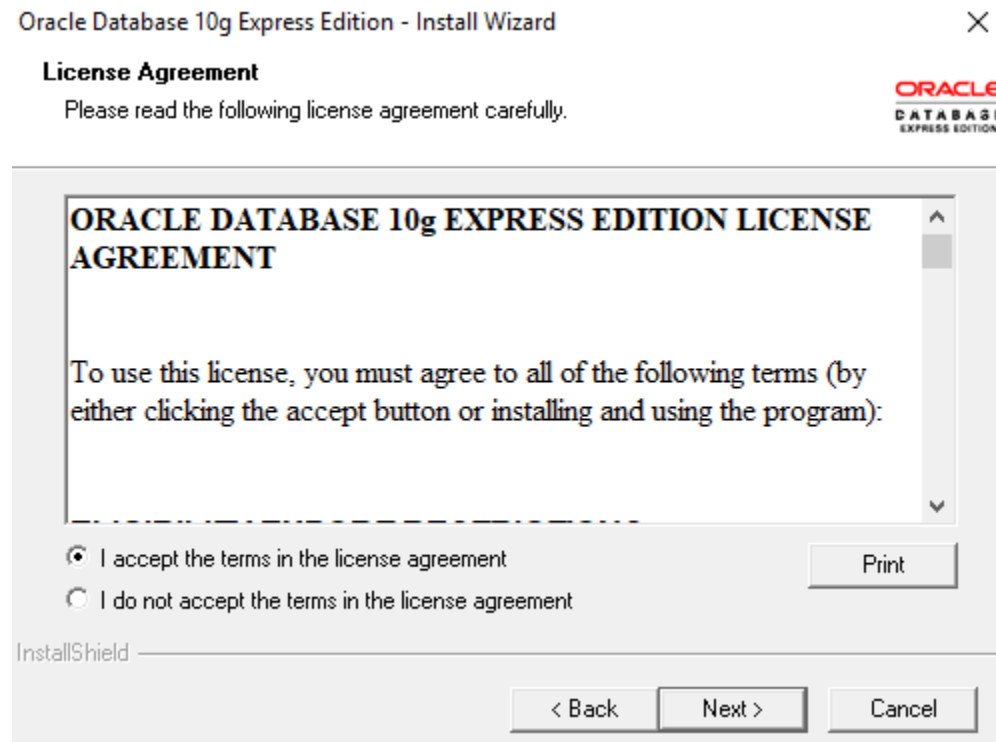 Oracle Database 10g Express Edition - Install Wizard
License Agreement
Please read the following license agreement carefully.
ORACLE
DATABASE
EXPRESS EDITION
ORACLE DATABASE 10g EXPRESS EDITION LICENSE
AGREEMENT
To use this license, you must agree to all of the following terms (by
either clicking the accept button or installing and using the program):
I accept the terms in the license agreement
Print
I do not accept the terms in the license agreement
InstallShield
< Back
Next >
Cancel